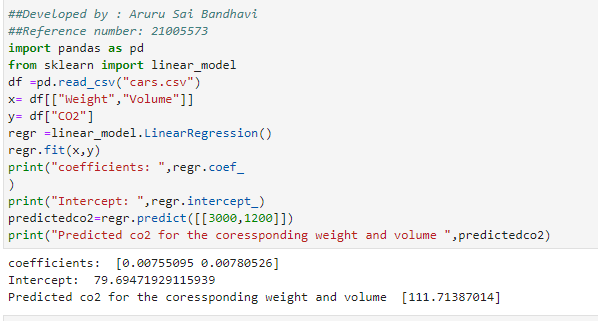 ##Developed by : Aruru Sai Bandhavi
##Reference number: 21005573
import pandas as pd
from sklearn import linear_model
df =pd.read_csv("cars.csv")
x= df[["Weight","Volume"]]
y= df["CO2"]
regr =linear_model.LinearRegression()
regr.fit(x,y)
print("coefficients: ",regr.coef_
)
print("Intercept: ",regr.intercept_)
predictedco2=regr.predict([[3000,1200]])
print("Predicted co2 for the coressponding weight and volume ",predictedco2)
coefficients:  [0.00755095 0.00780526]
Intercept:  79.69471929115939
Predicted co2 for the coressponding weight and volume  [111.71387014]